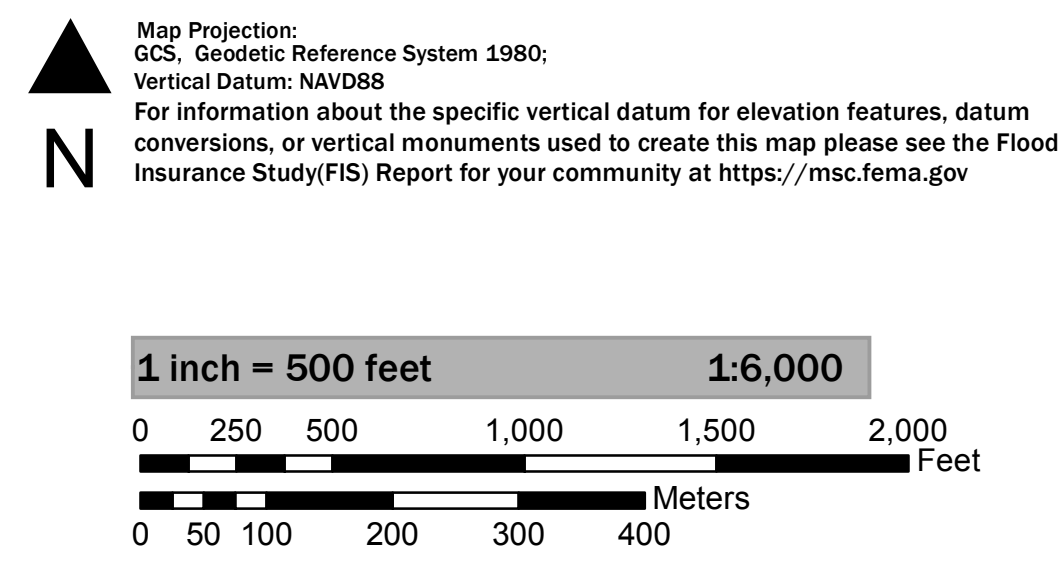 Map Projection:
GCS, Geodetic Reference System 1980;
Vertical Datum: NAVD88
For information about the specific vertical datum for elevation features, datum
conversions, or vertical monuments used to create this map please see the Flood
Insurance Study(FIS) Report for your community at https://msc.fema.gov
N
1 inch = 500 feet 1:6,000
0 250 500 1,000 1,500 2,000
Feet
Meters
0 50 100 200 300 400